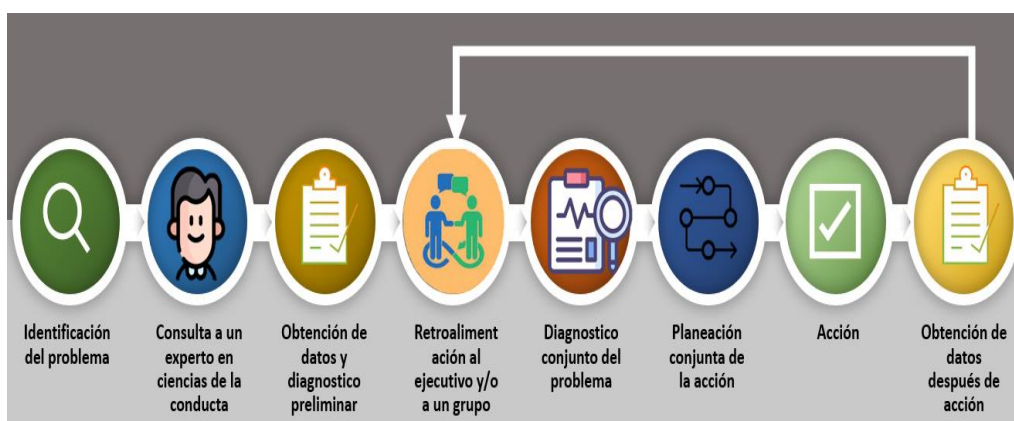 Identificación
del problema
Consulta a un
experto en
ciencias de la
conducta
Obtención de
datos y
diagnostico
preliminar
Retroaliment
ación al
ejecutivo y/o
a un grupo
Diagnostico
conjunto del
problema
Planeación
conjunta de
la acción
Acción
Obtención de
datos
después de
acción